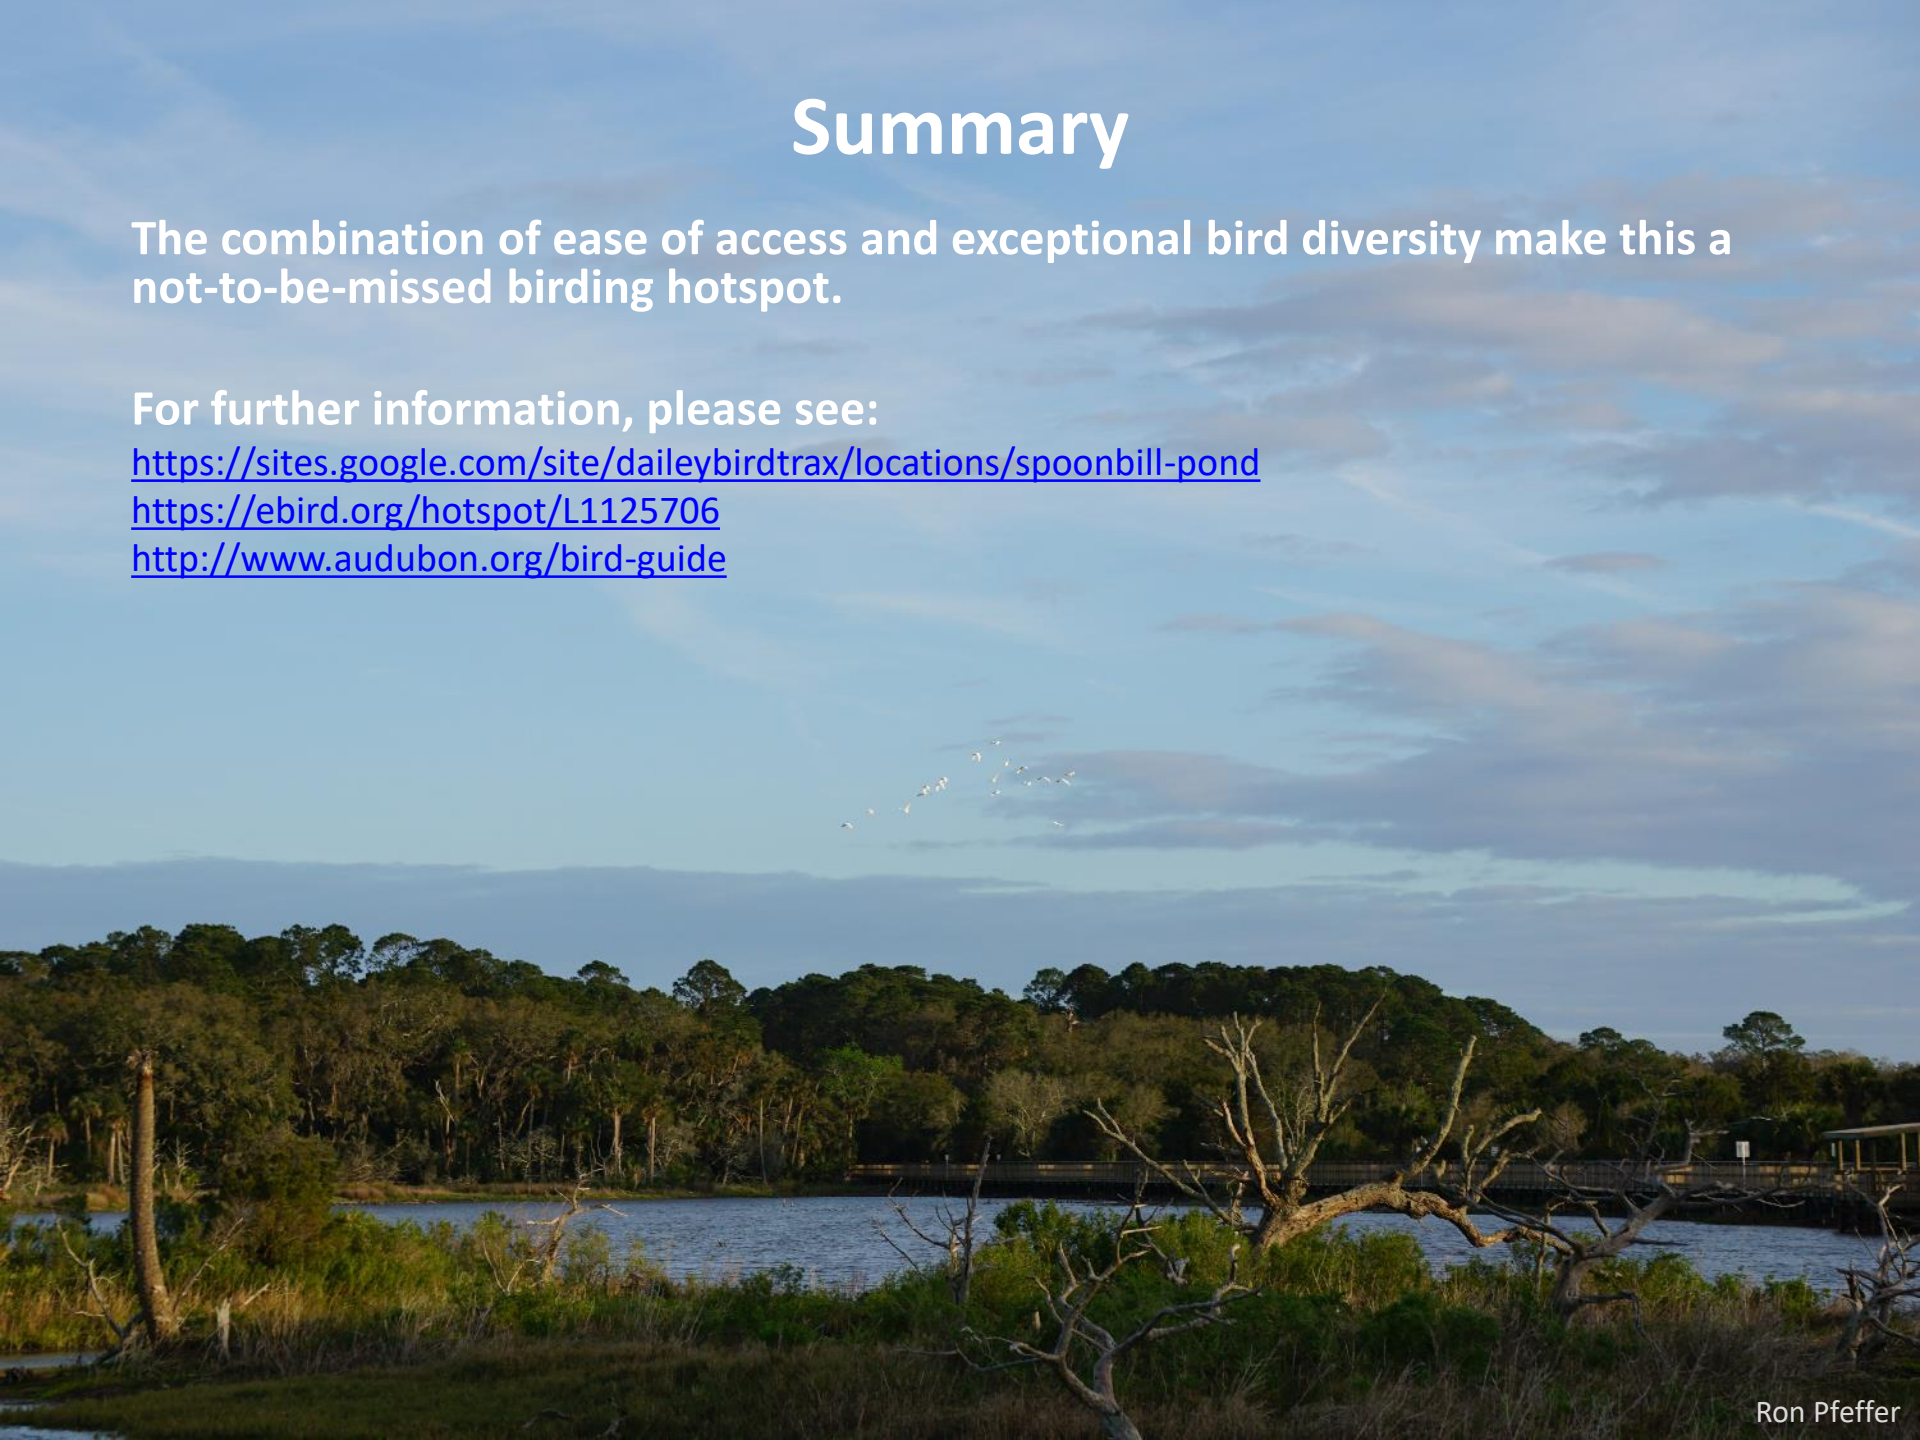 Summary
The combination of ease of access and exceptional bird diversity make this a
not-to-be-missed birding hotspot.
For further information, please see:
https://sites.google.com/site/daileybirdtrax/locations/spoonbill-pond
https://ebird.org/hotspot/L1125706
http://www.audubon.org/bird-guide
Ron Pfeffer